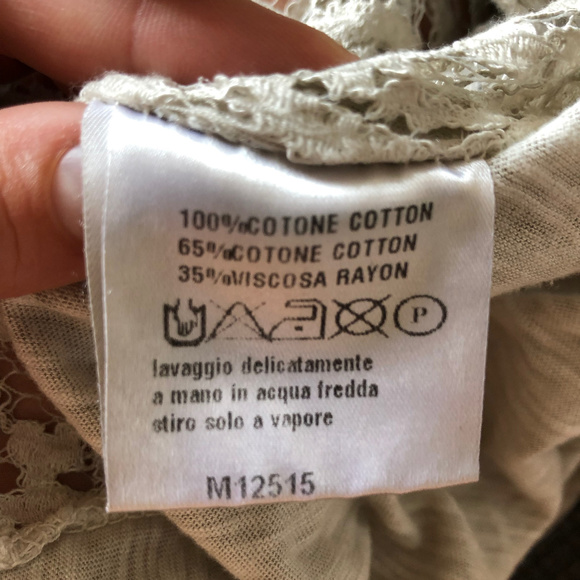 100% COTONE COTTON
65% COTONE COTTON
35% VISCOSA RAYON
P
lavaggio delicatamente
a mano in acqua fredda
stiro solo a vapore
M12515